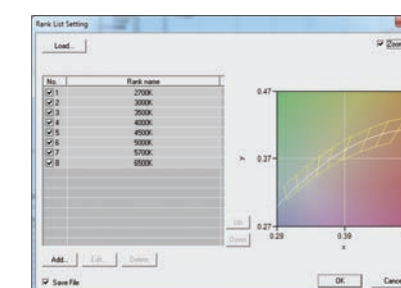 Rank List Setting
Load...
Zoom
No. Rank name
1 2700K
2 3000K
3 3500K
4 4000K
5 4500K
6 5000K
7 5700K
8 6500K
0.47
0.37
0.27
y
0.29 0.39
x
Up
Down
Add... Edit... Delete
Save File
OK Cancel